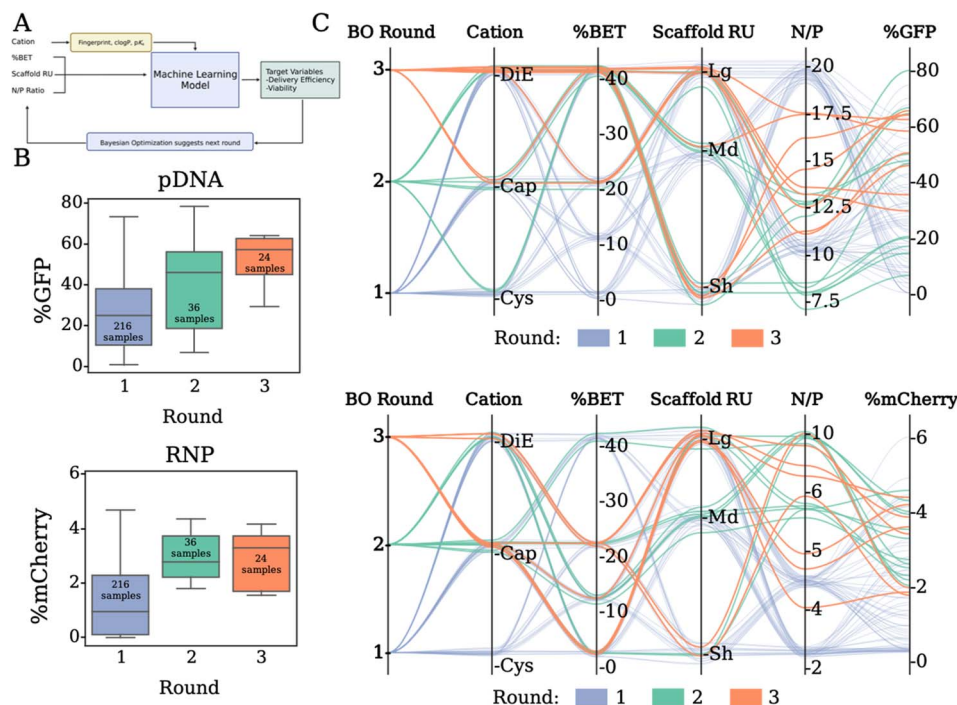 A
Cation
%BET
Scaffold RU
N/P Ratio
Fingerprint, clogP, pKa
Machine Learning
Model
Target Variables
-Delivery Efficiency
-Viability
Bayesian Optimization suggests next round
B
pDNA
%GFP
80
60
40
20
0
216
samples
36
samples
24
samples
1 2 3
Round
RNP
%mCherry
6
4
2
0
216
samples
36
samples
24
samples
1 2 3
Round
C
BO Round Cation %BET Scaffold RU N/P %GFP
3
2
1
-DiE
-Cap
-Cys
-40
-30
-20
-10
-0
-Lg
-Md
-Sh
-20
-17.5
-15
-12.5
-10
-7.5
-80
-60
-40
-20
-0
Round: 1 2 3
BO Round Cation %BET Scaffold RU N/P %mCherry
3
2
1
-DiE
-Cap
-Cys
-40
-30
-20
-10
-0
-Lg
-Md
-Sh
-10
-6
-5
-4
-2
-6
-4
-2
-0
Round: 1 2 3